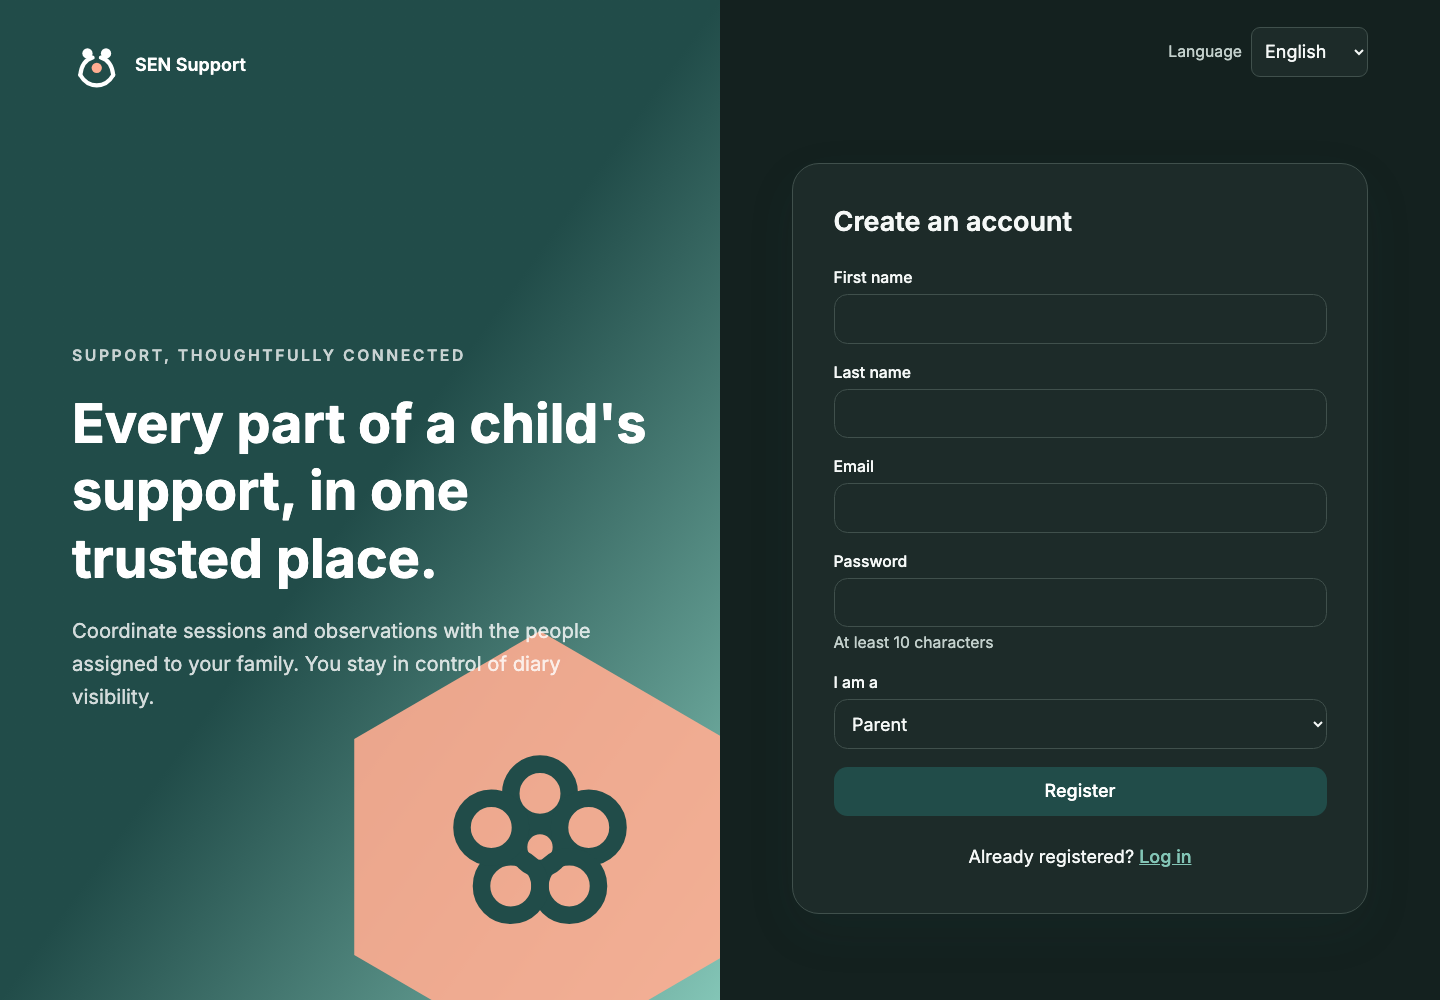 SEN Support
SUPPORT, THOUGHTFULLY CONNECTED
Every part of a child's
support, in one
trusted place.
Coordinate sessions and observations with the people
assigned to your family. You stay in control of diary
visibility.
Language English
Create an account
First name
Last name
Email
Password
At least 10 characters
I am a
Parent
Register
Already registered? Log in